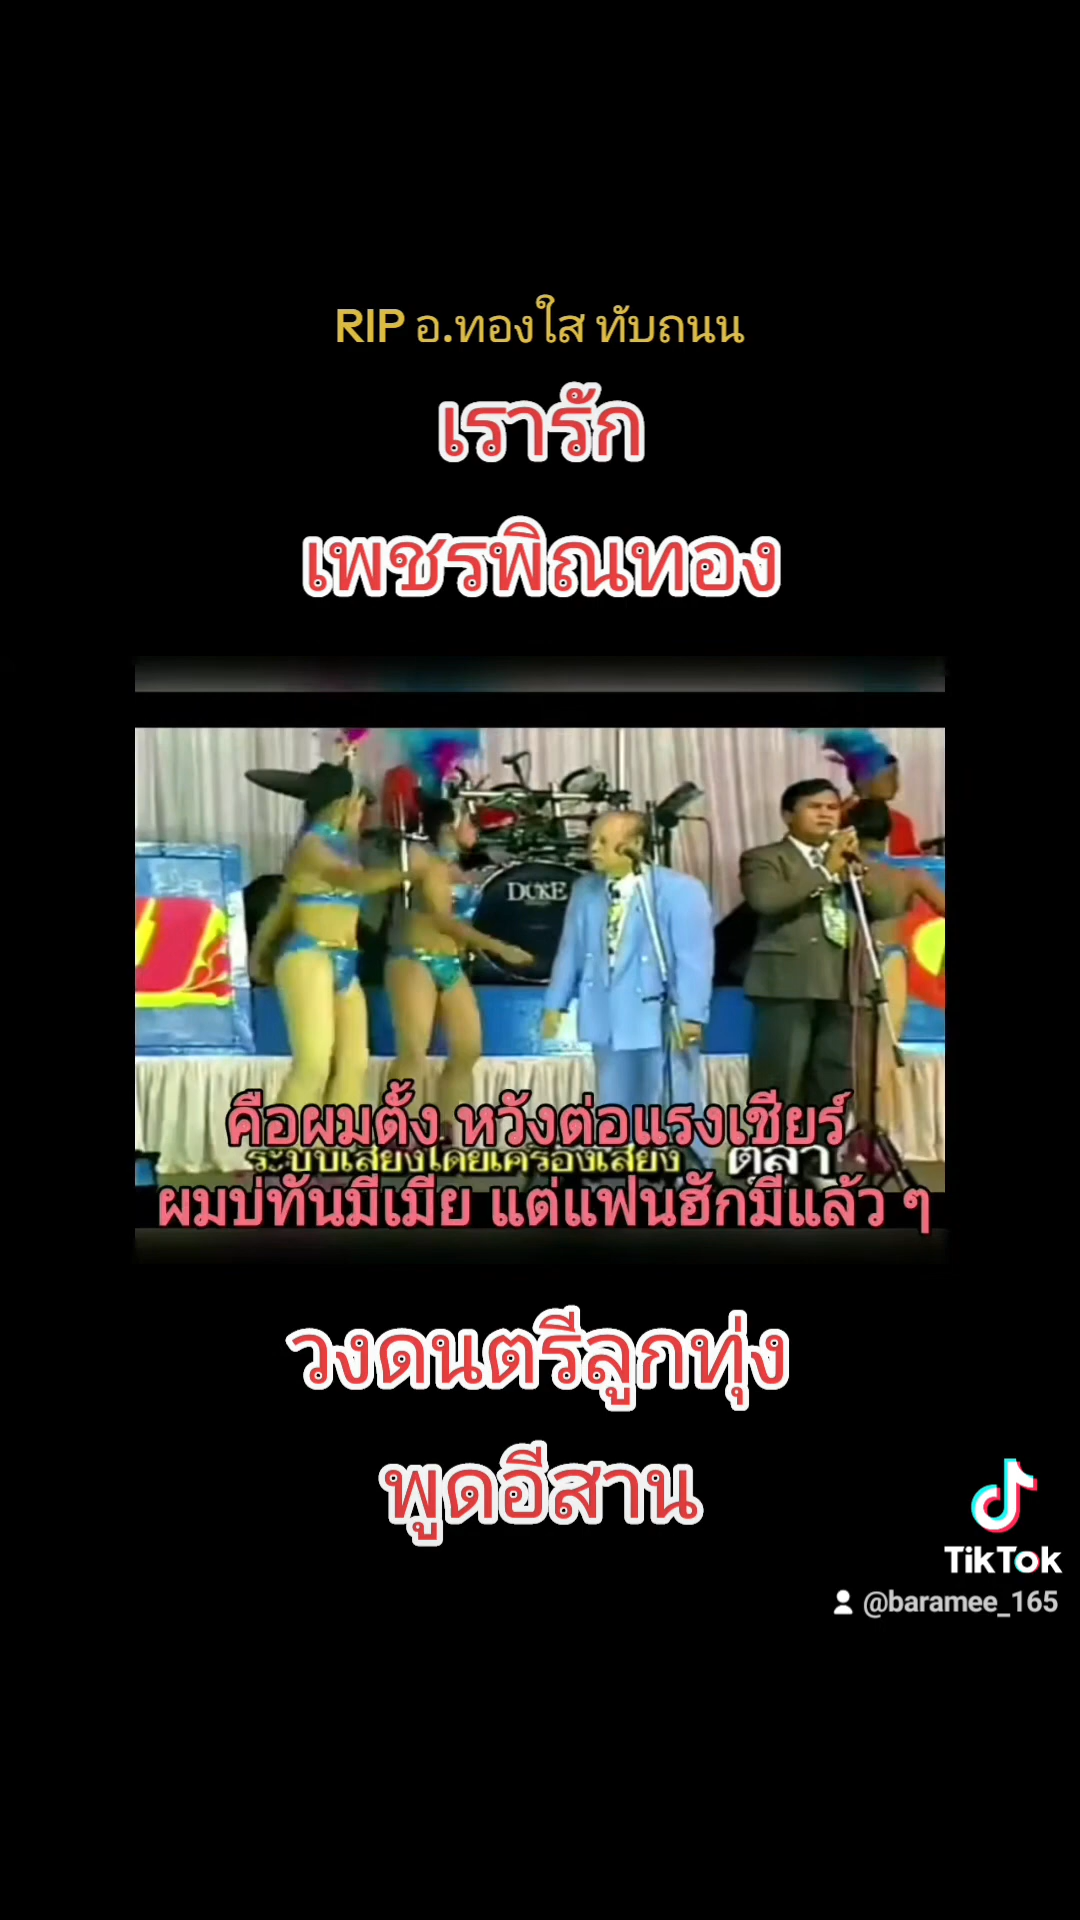 RIP อ.ทองใส ทับถนน
เรารัก
เพชรพิณทอง
DUKE
คือผมตั้ง หวังต่อแรงเชียร์
ระบบเสียงโดยเครื่องเสียง ตุลา
ผมบ่ทันมีเมีย แต่แฟนฮักมีแล้ว ๆ
วงดนตรีลูกทุ่ง
พูดอีสาน
TikTok
@baramee_165